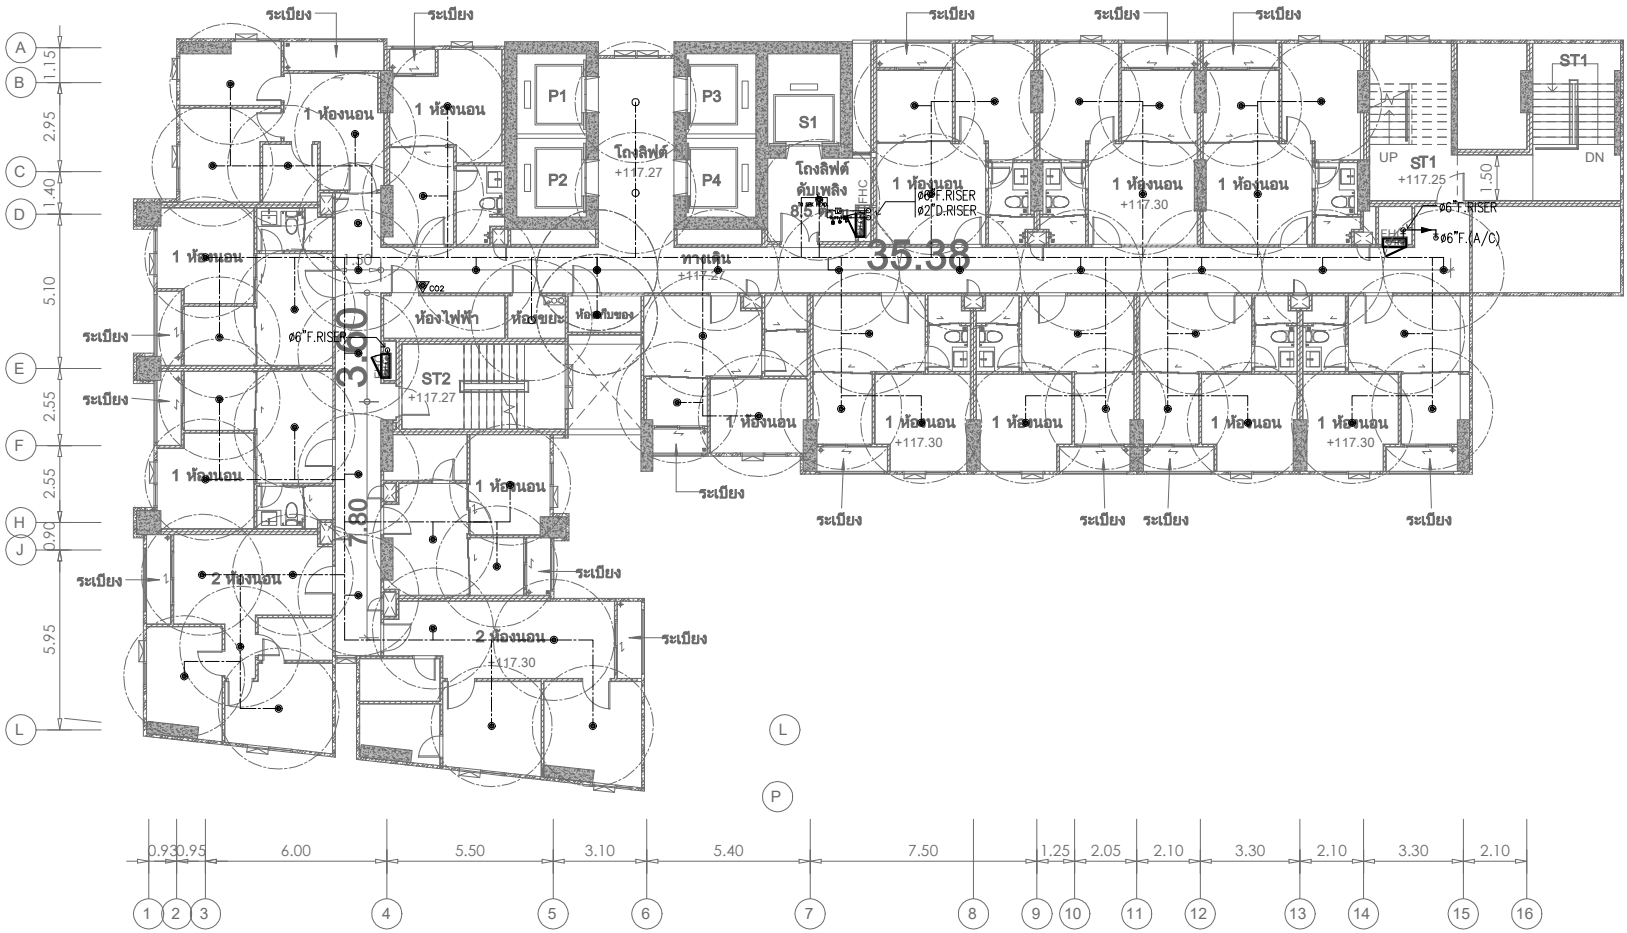 ระเบียง
ระเบียง
ระเบียง
ระเบียง
ระเบียง
A
B
C
D
E
F
H
J
L
1.15
2.95
1.40
5.10
2.55
2.55
0.90
5.95
1 ห้องนอน
1 ห้องนอน
P1
P2
P3
P4
S1
โถงลิฟต์
+117.27
โถงลิฟต์
ดับเพลิง
FHC
1 ห้องนอน
ø6"F.RISER
ø2"D.RISER
1 ห้องนอน
+117.30
1 ห้องนอน
UP
ST1
+117.25
1.50
ST1
DN
ø6"F.RISER
ø6"F.(A/C)
FHC
35.38
1 ห้องนอน
1.50
ทางเดิน
+117.27
CO2
ห้องไฟฟ้า
ห้องขยะ
ห้องเก็บของ
ระเบียง
ø6"F.RISER
3.60
ST2
+117.27
ระเบียง
1 ห้องนอน
1 ห้องนอน
1 ห้องนอน
1 ห้องนอน
+117.30
1 ห้องนอน
1 ห้องนอน
1 ห้องนอน
+117.30
ระเบียง
ระเบียง
ระเบียง
ระเบียง
ระเบียง
7.80
ระเบียง
2 ห้องนอน
ระเบียง
2 ห้องนอน
+117.30
ระเบียง
L
P
0.93
0.95
6.00
5.50
3.10
5.40
7.50
1.25
2.05
2.10
3.30
2.10
3.30
2.10
1
2
3
4
5
6
7
8
9
10
11
12
13
14
15
16